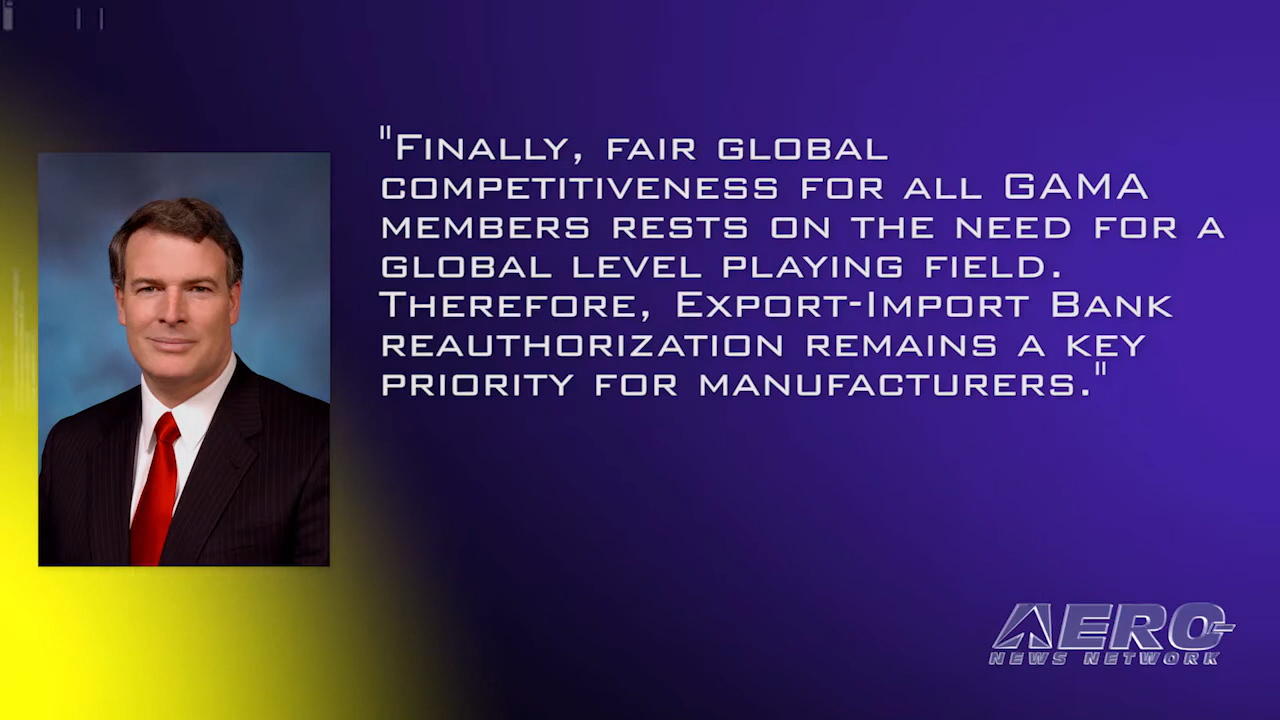 "Finally, fair global
competitiveness for all GAMA
members rests on the need for a
global level playing field.
Therefore, Export-Import Bank
reauthorization remains a key
priority for manufacturers."
AERO
NEWS NETWORK